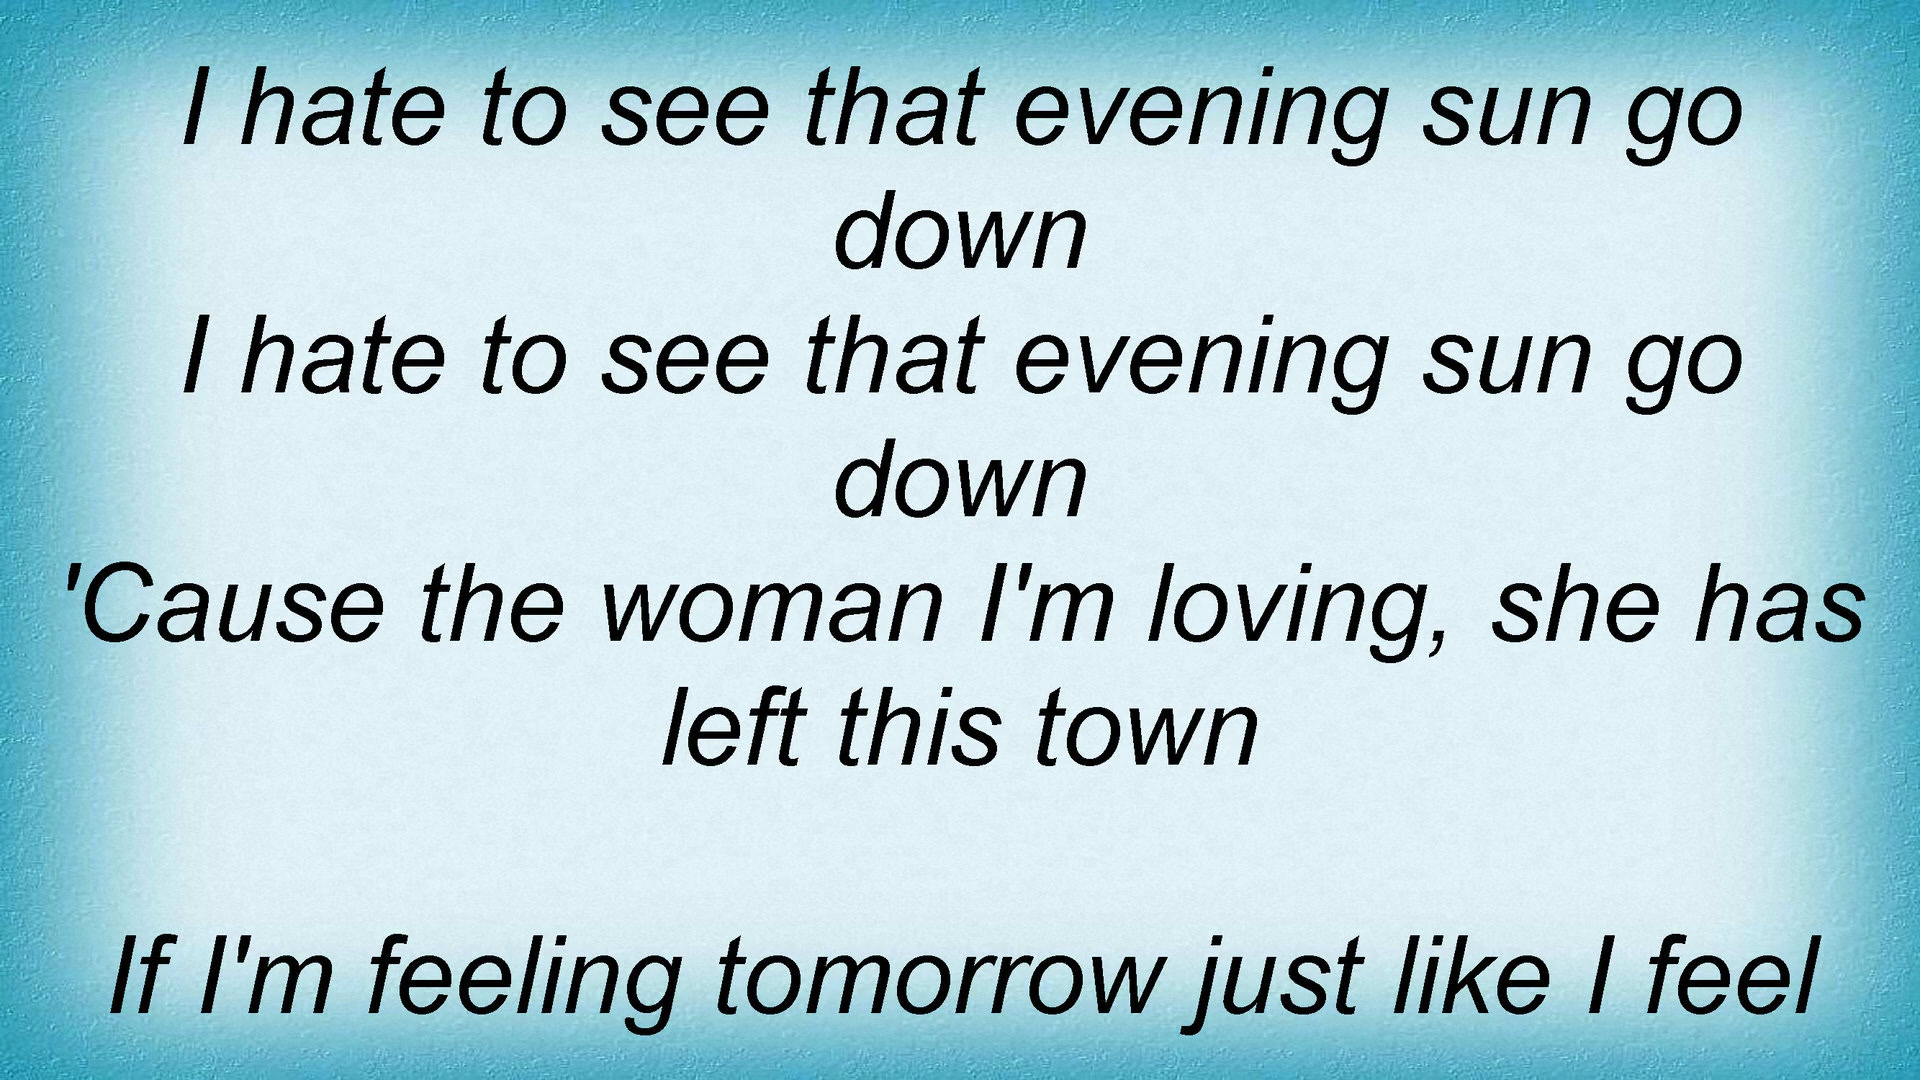 I hate to see that evening sun go
down
I hate to see that evening sun go
down
'Cause the woman I'm loving, she has
left this town
If I'm feeling tomorrow just like I feel